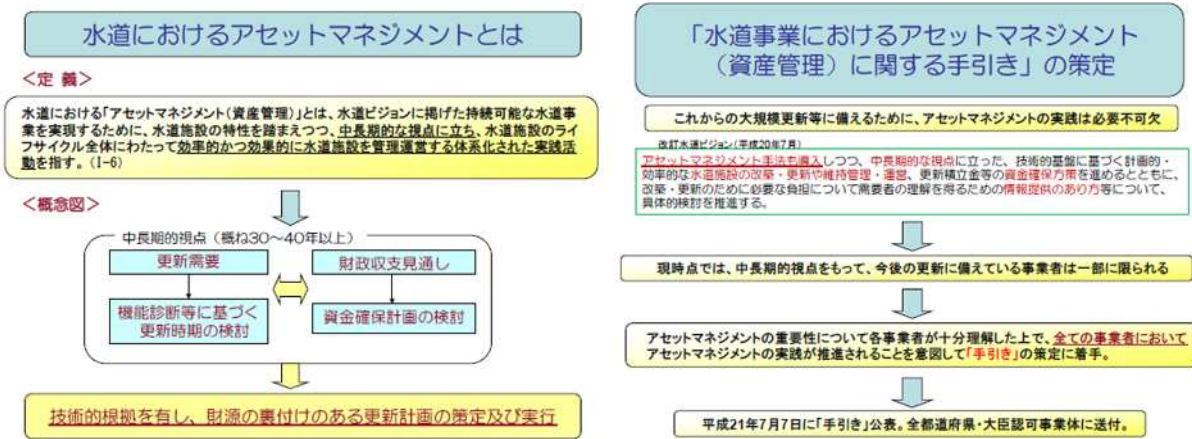 水道におけるアセットマネジメントとは
<定 義>
水道における「アセットマネジメント(資産管理)」とは、水道ビジョンに掲げた持続可能な水道事
業を実現するために、水道施設の特性を踏まえつつ、中長期的な視点に立ち、水道施設のライ
フサイクル全体にわたって効率的かつ効果的に水道施設を管理運営する体系化された実践活
動を指す。(I-6)
<概念図>
中長期的視点(概ね30~40年以上)
更新需要
財政収支見通し
機能診断等に基づく
更新時期の検討
資金確保計画の検討
技術的根拠を有し、財源の裏付けのある更新計画の策定及び実行
「水道事業におけるアセットマネジメント
(資産管理)に関する手引き」の策定
これからの大規模更新等に備えるために、アセットマネジメントの実践は必要不可欠
改訂水道ビジョン(平成20年7月)
アセットマネジメント手法も導入しつつ、中長期的な視点に立った、技術的基盤に基づく計画的・
効率的な水道施設の改築・更新や維持管理・運営、更新積立金等の資金確保方策を進めるとともに、
改築・更新のために必要な負担について需要者の理解を得るための情報提供のあり方等について、
具体的検討を推進する。
現時点では、中長期的視点をもって、今後の更新に備えている事業者は一部に限られる
アセットマネジメントの重要性について各事業者が十分理解した上で、全ての事業者において
アセットマネジメントの実践が推進されることを意図して「手引き」の策定に着手。
平成21年7月7日に「手引き」公表。全都道府県・大臣認可事業体に送付。